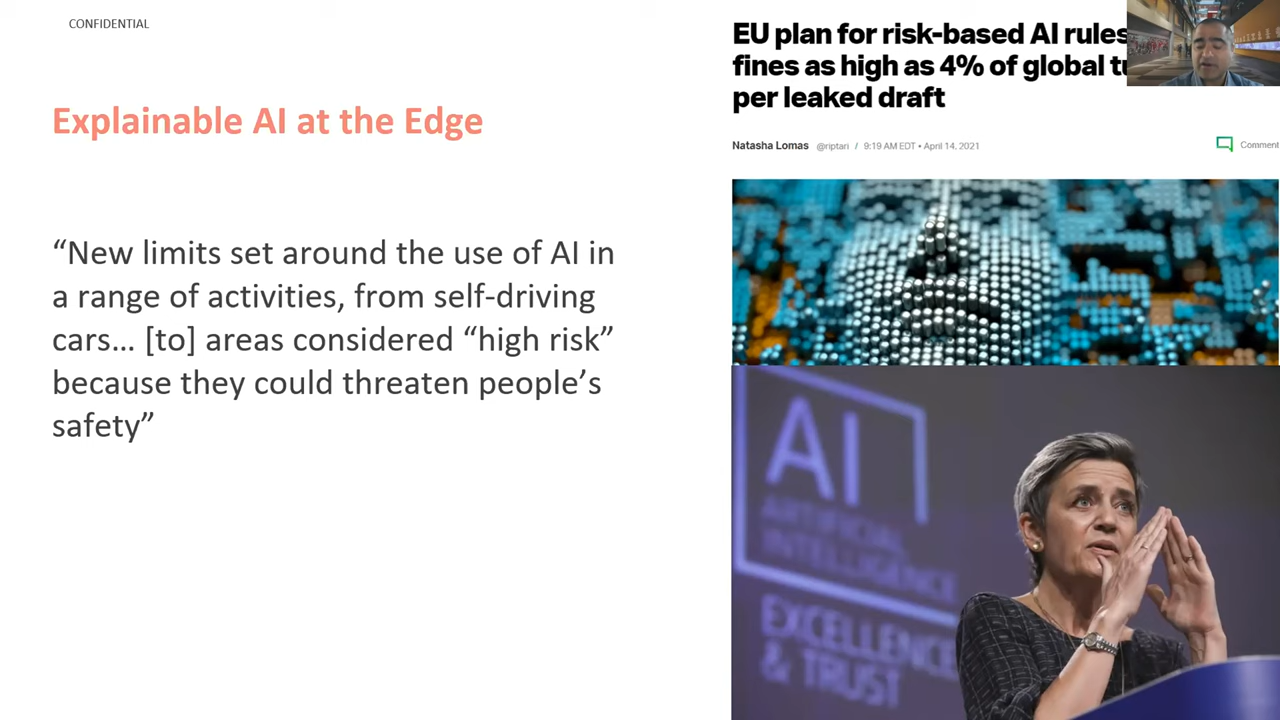 CONFIDENTIAL
Explainable AI at the Edge
“New limits set around the use of AI in
a range of activities, from self-driving
cars... [to] areas considered “high risk”
because they could threaten people’s
safety”
EU plan for risk-based AI rules
fines as high as 4% of global
per leaked draft
Natasha Lomas @riptari / 9:19 AM EDT • April 14, 2021
Comment
AI
ARTIFICIAL
INTELLIGENCE
EXCELLENCE
& TRUST